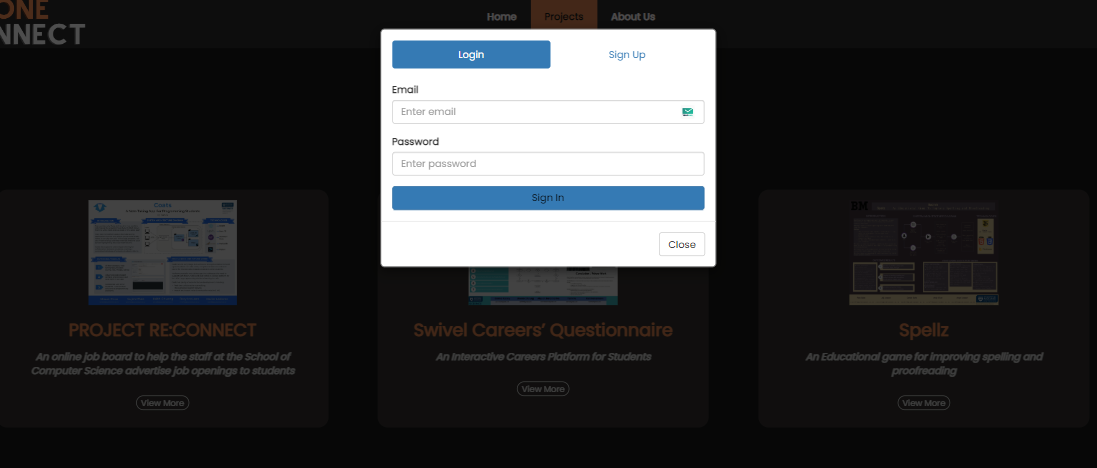 ONE
NNECT
Home
Projects
About Us
Login
Sign Up
Email
Enter email
Password
Enter password
Sign In
Close
PROJECT RE:CONNECT
An online job board to help the staff at the School of
Computer Science advertise job openings to students
View More
Swivel Careers' Questionnaire
An Interactive Careers Platform for Students
View More
Spellz
An Educational game for improving spelling and
proofreading
View More